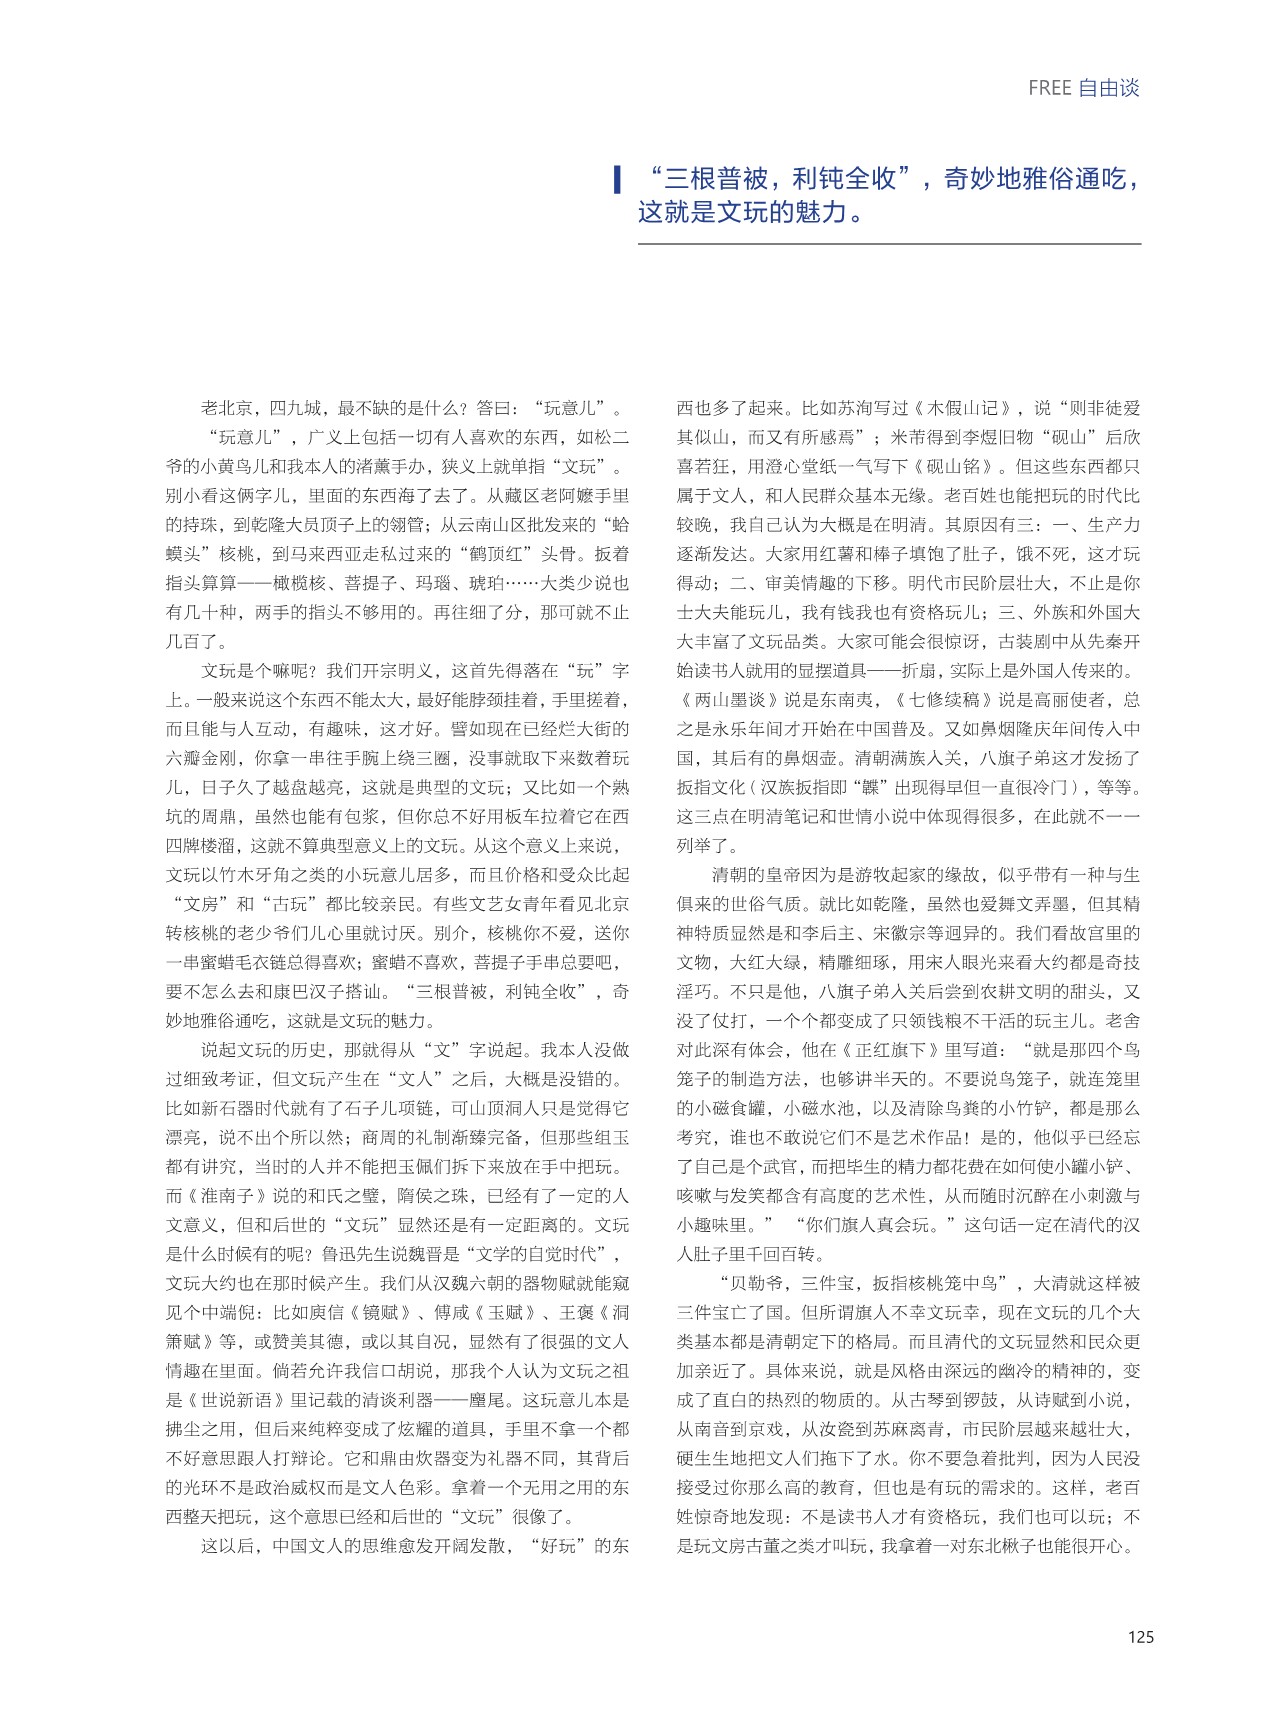 FREE 自由谈
“三根普被，利钝全收”，奇妙地雅俗通吃，
这就是文玩的魅力。
老北京，四九城，最不缺的是什么？答曰：“玩意儿”。
“玩意儿”，广义上包括一切有人喜欢的东西，如松二
爷的小黄鸟儿和我本人的渚薰手办，狭义上就单指“文玩”。
别小看这俩字儿，里面的东西海了去了。从藏区老阿嬷手里
的持珠，到乾隆大员顶子上的翎管；从云南山区批发来的“蛤
蟆头”核桃，到马来西亚走私过来的“鹤顶红”头骨。扳着
指头算算——橄榄核、菩提子、玛瑙、琥珀……大类少说也
有几十种，两手的指头不够用的。再往细了分，那可就不止
几百了。
文玩是个嘛呢？我们开宗明义，这首先得落在“玩”字
上。一般来说这个东西不能太大，最好能脖颈挂着，手里搓着，
而且能与人互动，有趣味，这才好。譬如现在已经烂大街的
六瓣金刚，你拿一串往手腕上绕三圈，没事就取下来数着玩
儿，日子久了越盘越亮，这就是典型的文玩；又比如一个熟
坑的周鼎，虽然也能有包浆，但你总不好用板车拉着它在西
四牌楼溜，这就不算典型意义上的文玩。从这个意义上来说，
文玩以竹木牙角之类的小玩意儿居多，而且价格和受众比起
“文房”和“古玩”都比较亲民。有些文艺女青年看见北京
转核桃的老少爷们儿心里就讨厌。别介，核桃你不爱，送你
一串蜜蜡毛衣链总得喜欢；蜜蜡不喜欢，菩提子手串总要吧，
要不怎么去和康巴汉子搭讪。“三根普被，利钝全收”，奇
妙地雅俗通吃，这就是文玩的魅力。
说起文玩的历史，那就得从“文”字说起。我本人没做
过细致考证，但文玩产生在“文人”之后，大概是没错的。
比如新石器时代就有了石子儿项链，可山顶洞人只是觉得它
漂亮，说不出个所以然；商周的礼制渐臻完备，但那些组玉
都有讲究，当时的人并不能把玉佩们拆下来放在手中把玩。
而《淮南子》说的和氏之璧，隋侯之珠，已经有了一定的人
文意义，但和后世的“文玩”显然还是有一定距离的。文玩
是什么时候有的呢？鲁迅先生说魏晋是“文学的自觉时代”，
文玩大约也在那时候产生。我们从汉魏六朝的器物赋就能窥
见个中端倪：比如庾信《镜赋》、傅咸《玉赋》、王褒《洞
箫赋》等，或赞美其德，或以其自况，显然有了很强的文人
情趣在里面。倘若允许我信口胡说，那我个人认为文玩之祖
是《世说新语》里记载的清谈利器——麈尾。这玩意儿本是
拂尘之用，但后来纯粹变成了炫耀的道具，手里不拿一个都
不好意思跟人打辩论。它和鼎由炊器变为礼器不同，其背后
的光环不是政治威权而是文人色彩。拿着一个无用之用的东
西整天把玩，这个意思已经和后世的“文玩”很像了。
这以后，中国文人的思维愈发开阔发散，“好玩”的东
西也多了起来。比如苏洵写过《木假山记》，说“则非徒爱
其似山，而又有所感焉”；米芾得到李煜旧物“砚山”后欣
喜若狂，用澄心堂纸一气写下《砚山铭》。但这些东西都只
属于文人，和人民群众基本无缘。老百姓也能把玩的时代比
较晚，我自己认为大概是在明清。其原因有三：一、生产力
逐渐发达。大家用红薯和棒子填饱了肚子，饿不死，这才玩
得动；二、审美情趣的下移。明代市民阶层壮大，不止是你
士大夫能玩儿，我有钱我也有资格玩儿；三、外族和外国大
大丰富了文玩品类。大家可能会很惊讶，古装剧中从先秦开
始读书人就用的显摆道具——折扇，实际上是外国人传来的。
《两山墨谈》说是东南夷，《七修续稿》说是高丽使者，总
之是永乐年间才开始在中国普及。又如鼻烟隆庆年间传入中
国，其后有的鼻烟壶。清朝满族入关，八旗子弟这才发扬了
扳指文化（汉族扳指即“韘”出现得早但一直很冷门），等等。
这三点在明清笔记和世情小说中体现得很多，在此就不一一
列举了。
清朝的皇帝因为是游牧起家的缘故，似乎带有一种与生
俱来的世俗气质。就比如乾隆，虽然也爱舞文弄墨，但其精
神特质显然是和李后主、宋徽宗等迥异的。我们看故宫里的
文物，大红大绿，精雕细琢，用宋人眼光来看大约都是奇技
淫巧。不只是他，八旗子弟入关后尝到农耕文明的甜头，又
没了仗打，一个个都变成了只领钱粮不干活的玩主儿。老舍
对此深有体会，他在《正红旗下》里写道：“就是那四个鸟
笼子的制造方法，也够讲半天的。不要说鸟笼子，就连笼里
的小磁食罐，小磁水池，以及清除鸟粪的小竹铲，都是那么
考究，谁也不敢说它们不是艺术作品！是的，他似乎已经忘
了自己是个武官，而把毕生的精力都花费在如何使小罐小铲、
咳嗽与发笑都含有高度的艺术性，从而随时沉醉在小刺激与
小趣味里。” “你们旗人真会玩。”这句话一定在清代的汉
人肚子里千回百转。
“贝勒爷，三件宝，扳指核桃笼中鸟”，大清就这样被
三件宝亡了国。但所谓旗人不幸文玩幸，现在文玩的几个大
类基本都是清朝定下的格局。而且清代的文玩显然和民众更
加亲近了。具体来说，就是风格由深远的幽冷的精神的，变
成了直白的热烈的物质的。从古琴到锣鼓，从诗赋到小说，
从南音到京戏，从汝瓷到苏麻离青，市民阶层越来越壮大，
硬生生地把文人们拖下了水。你不要急着批判，因为人民没
接受过你那么高的教育，但也是有玩的需求的。这样，老百
姓惊奇地发现：不是读书人才有资格玩，我们也可以玩；不
是玩文房古董之类才叫玩，我拿着一对东北楸子也能很开心。
125